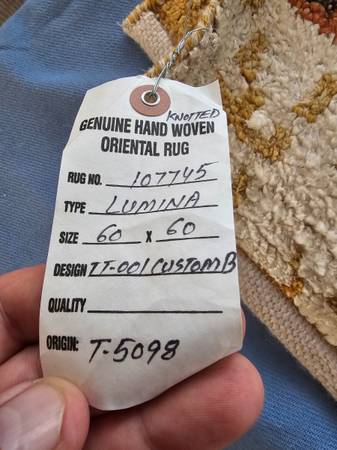 KNOTTED
GENUINE HAND WOVEN
ORIENTAL RUG
RUG NO. 107745
TYPE LUMINA
SIZE 60 X 60
DESIGN TT-001 CUSTOM B
QUALITY
ORIGIN: T-5098